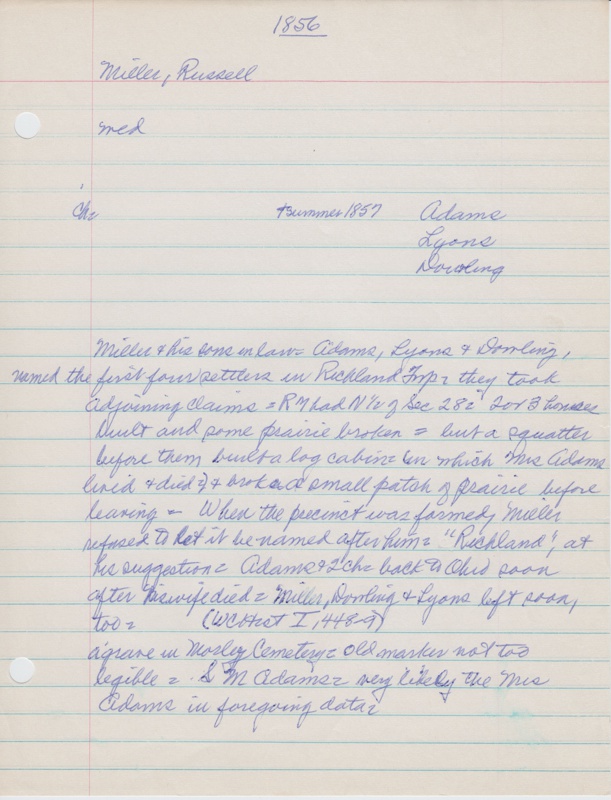 1856
Miller, Russell
med
Ch= + summer 1857 Adams
Lyons
Dowling
Miller & his sons in law = Adams, Lyons & Dowling,
named the first four settlers in Richland Twp = they took
adjoining claims = RM had N½ of Sec 28 = 2 or 3 houses
built and some prairie broken = but a squatter
before them built a log cabin = (in which Mrs Adams
lived & died =) & broke a small patch of prairie before
leaving = When the precinct was formed, Miller
refused to let it be named after him = "Richland", at
his suggestion = Adams & 2 ch = back to Ohio soon
after his wife died = Miller, Dowling & Lyons left soon,
too = (WCHist I, 448-9)
a grave in Mosley Cemetery = old marker not too
legible = S M Adams = very likely the Mrs
Adams in foregoing data =